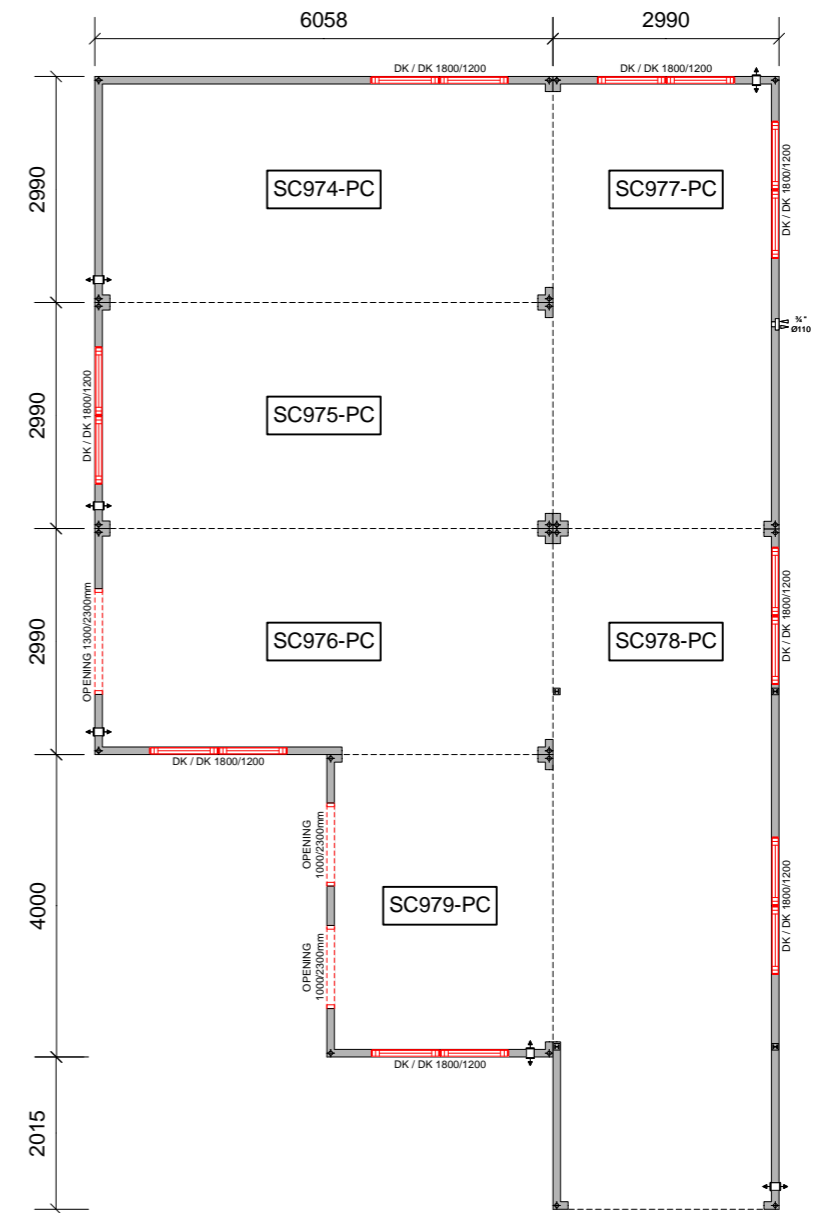 6058
2990
DK / DK 1800/1200
DK / DK 1800/1200
2990
SC974-PC
SC977-PC
DK / DK 1800/1200
¾"
Ø110
2990
DK / DK 1800/1200
SC975-PC
2990
OPENING 1300/2300mm
SC976-PC
SC978-PC
DK / DK 1800/1200
DK / DK 1800/1200
OPENING
1000/2300mm
4000
SC979-PC
DK / DK 1800/1200
OPENING
1000/2300mm
DK / DK 1800/1200
2015